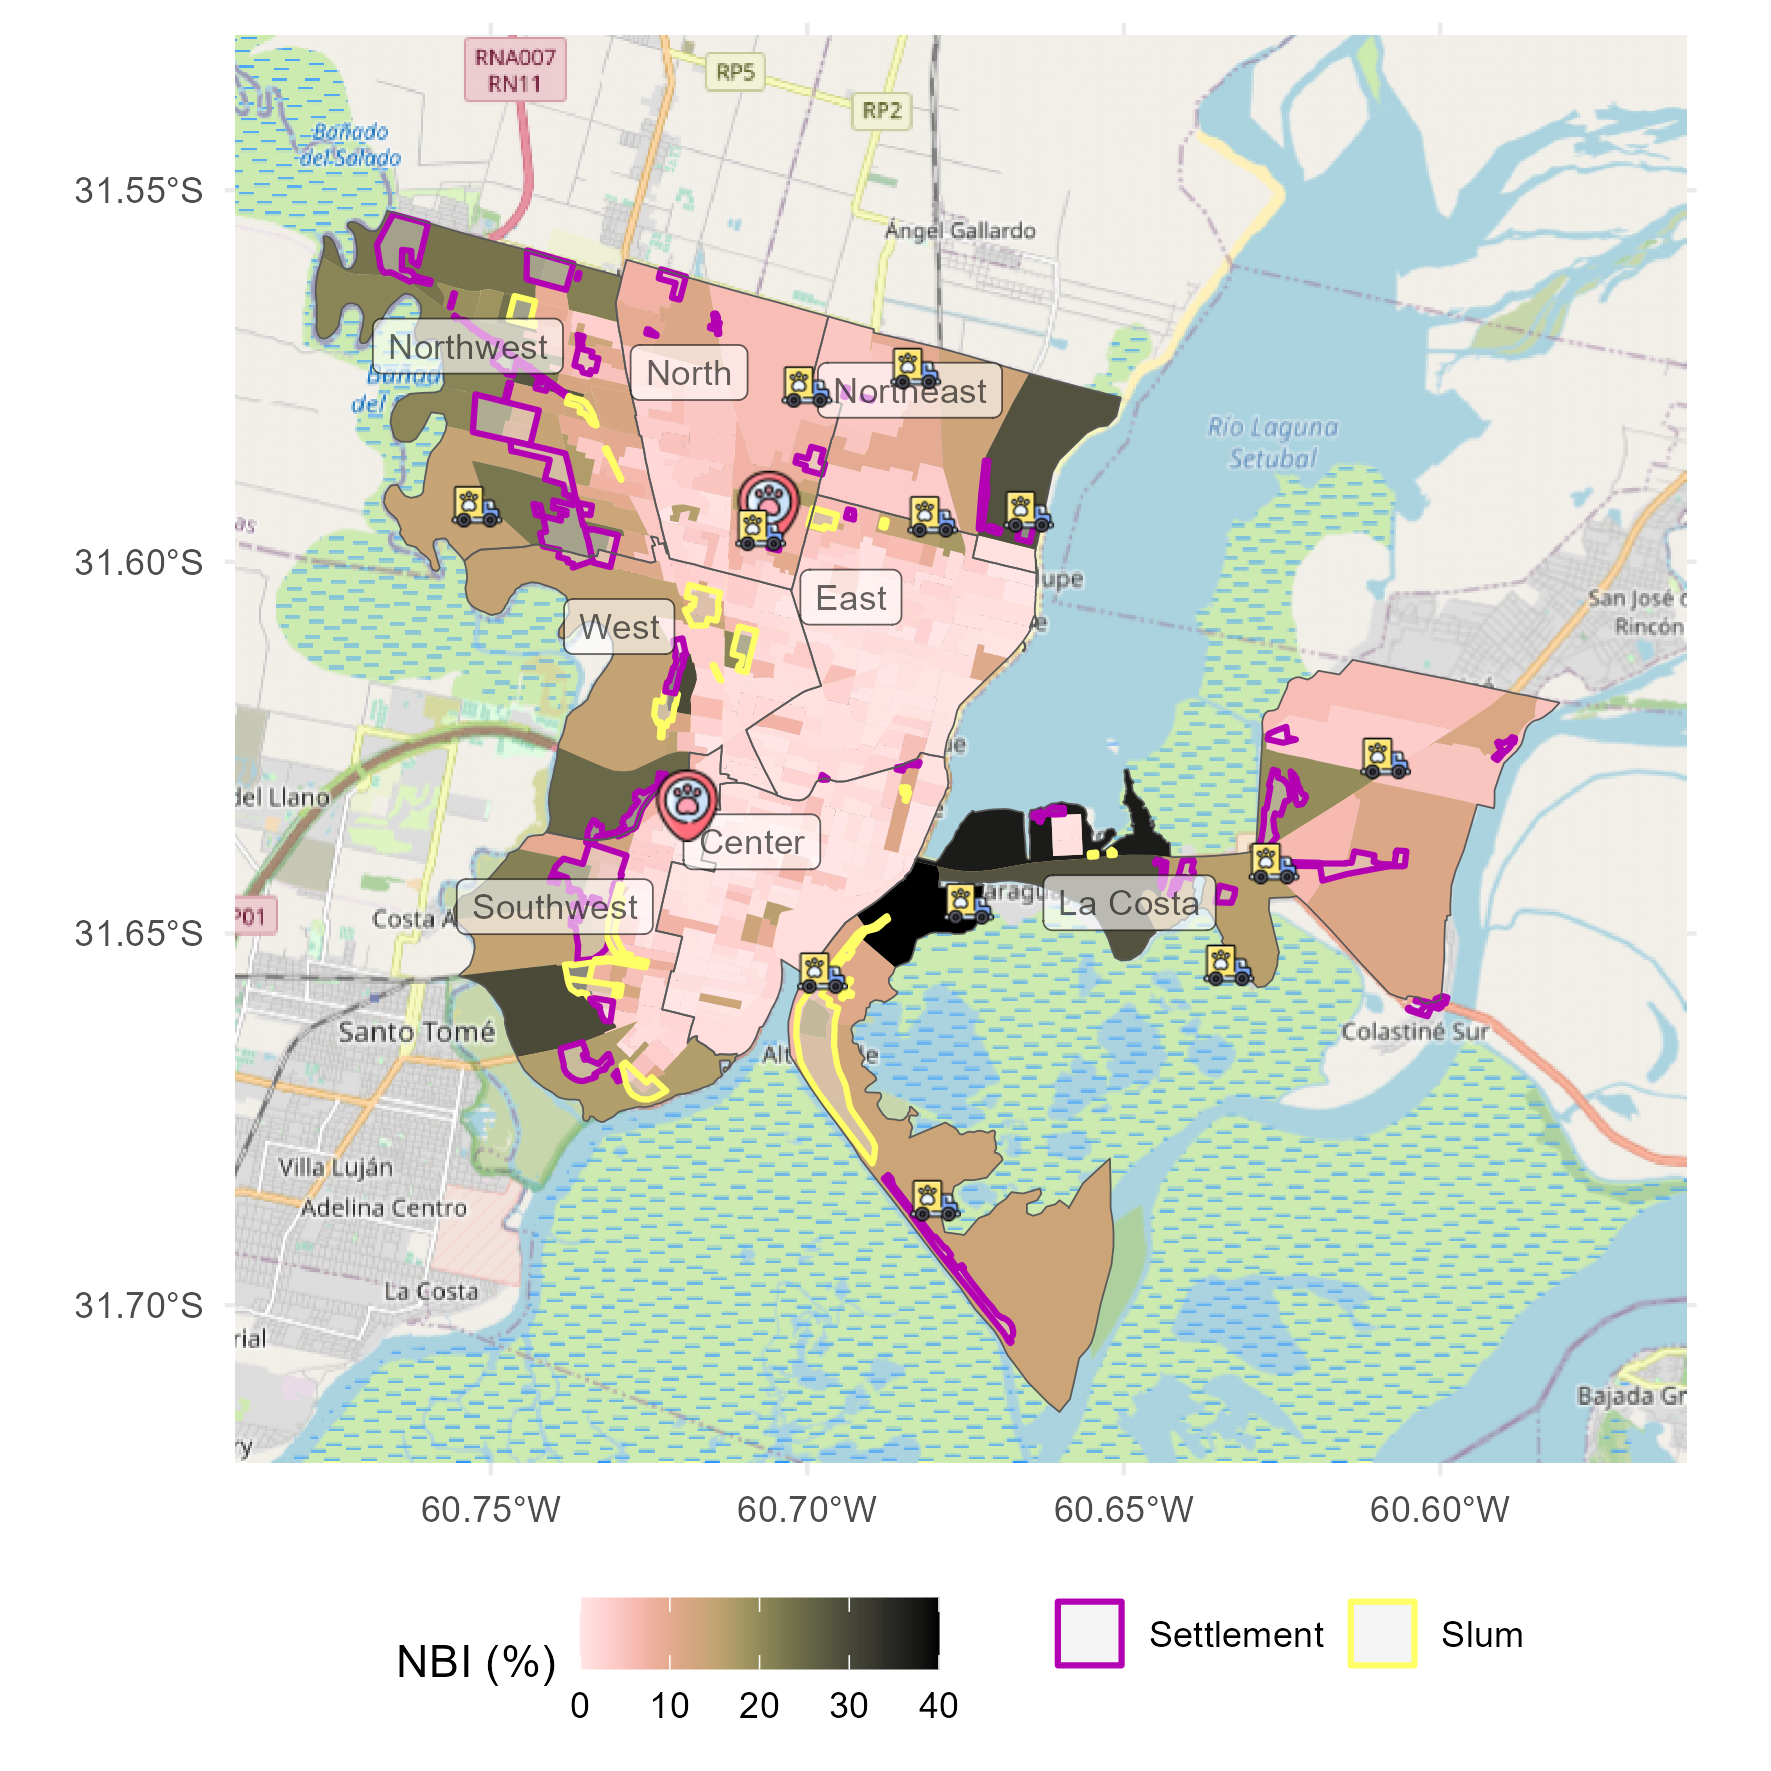 RNA007
RN11
RP5
RP2
Bañado
del Salado
31.55°S
Ángel Gallardo
Northwest
North
Northeast
Río Laguna
Setubal
31.60°S
San José
Rincón
East
West
del Llano
Center
Costa
Southwest
La Costa
31.65°S
Santo Tomé
Colastiné Sur
Villa Luján
Adelina Centro
La Costa
31.70°S
Bajada Gr
60.75°W
60.70°W
60.65°W
60.60°W
NBI (%)
0 10 20 30 40
Settlement
Slum